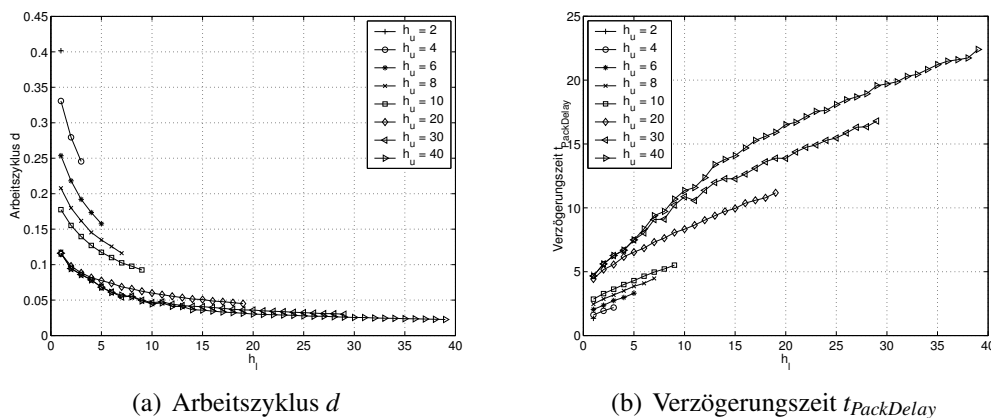 0.45
0.4
0.35
0.3
0.25
0.2
0.15
0.1
0.05
0
Arbeitszyklus d
0 5 10 15 20 25 30 35 40
h_l
h_u = 2
h_u = 4
h_u = 6
h_u = 8
h_u = 10
h_u = 20
h_u = 30
h_u = 40
(a) Arbeitszyklus d
25
20
15
10
5
0
Verzögerungszeit t_PackDelay
0 5 10 15 20 25 30 35 40
h_l
h_u = 2
h_u = 4
h_u = 6
h_u = 8
h_u = 10
h_u = 20
h_u = 30
h_u = 40
(b) Verzögerungszeit t_PackDelay